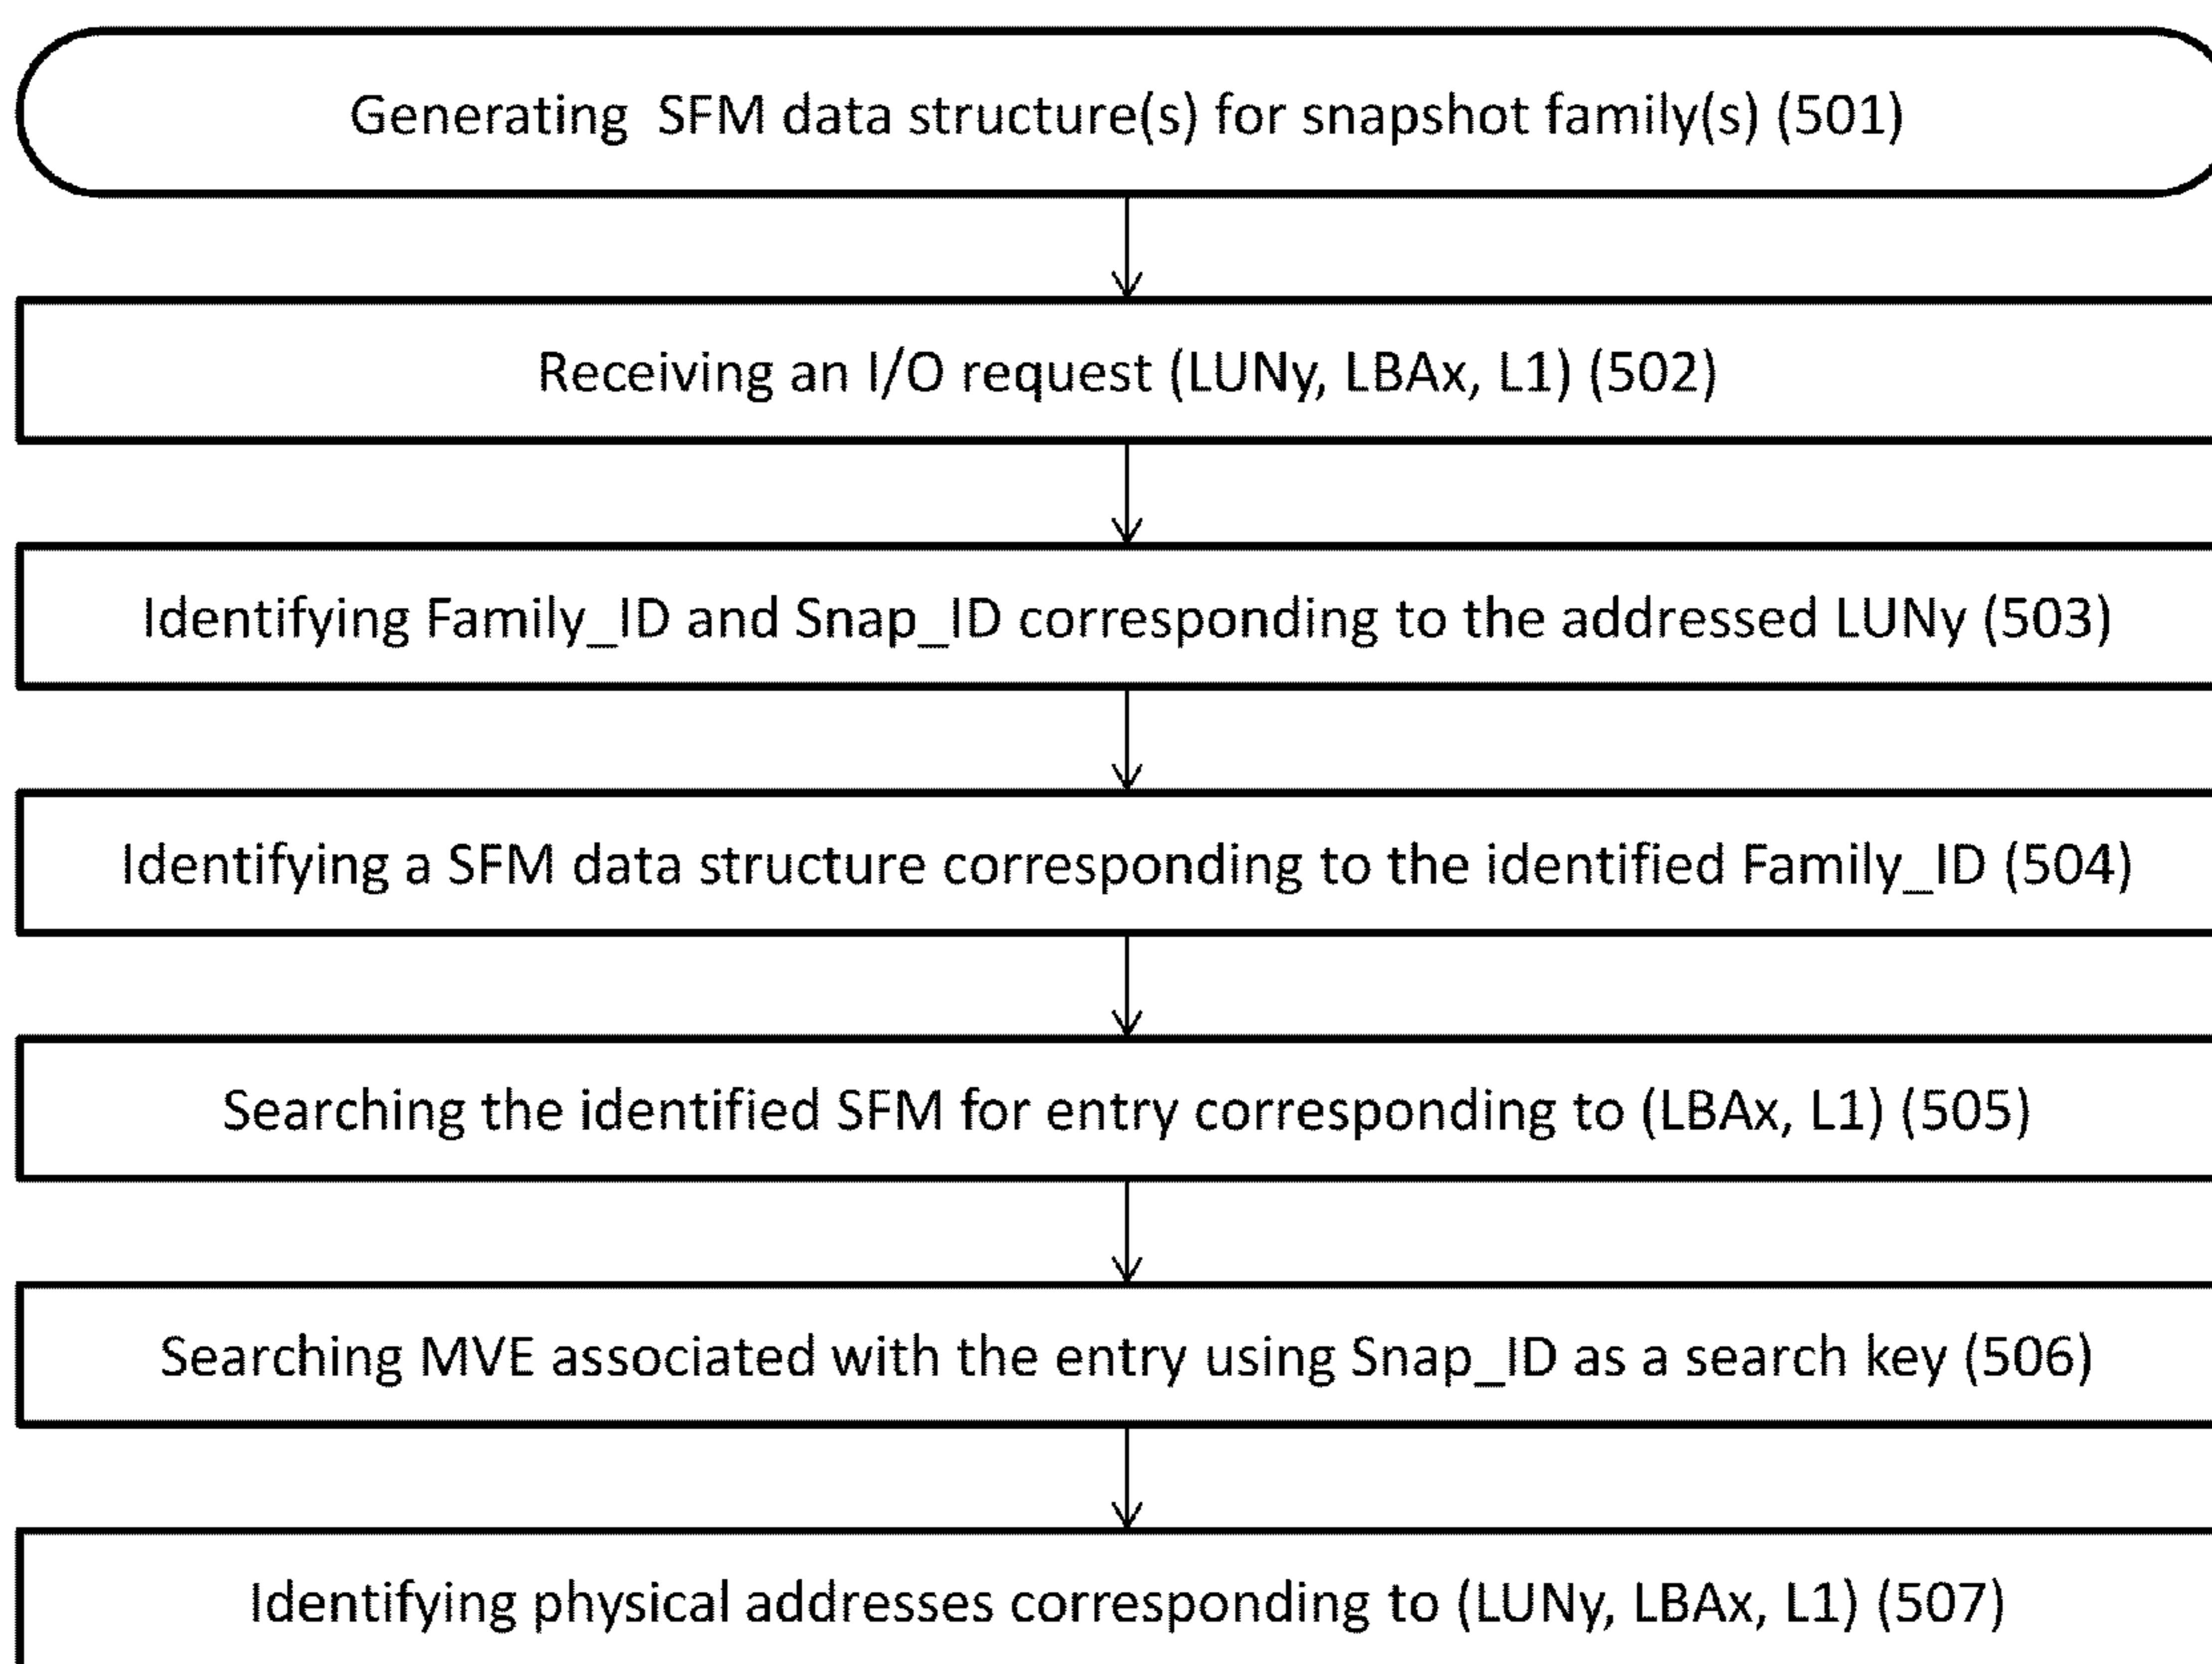 Generating SFM data structure(s) for snapshot family(s) (501)
Receiving an I/O request (LUNy, LBAx, L1) (502)
Identifying Family_ID and Snap_ID corresponding to the addressed LUNy (503)
Identifying a SFM data structure corresponding to the identified Family_ID (504)
Searching the identified SFM for entry corresponding to (LBAx, L1) (505)
Searching MVE associated with the entry using Snap_ID as a search key (506)
Identifying physical addresses corresponding to (LUNy, LBAx, L1) (507)